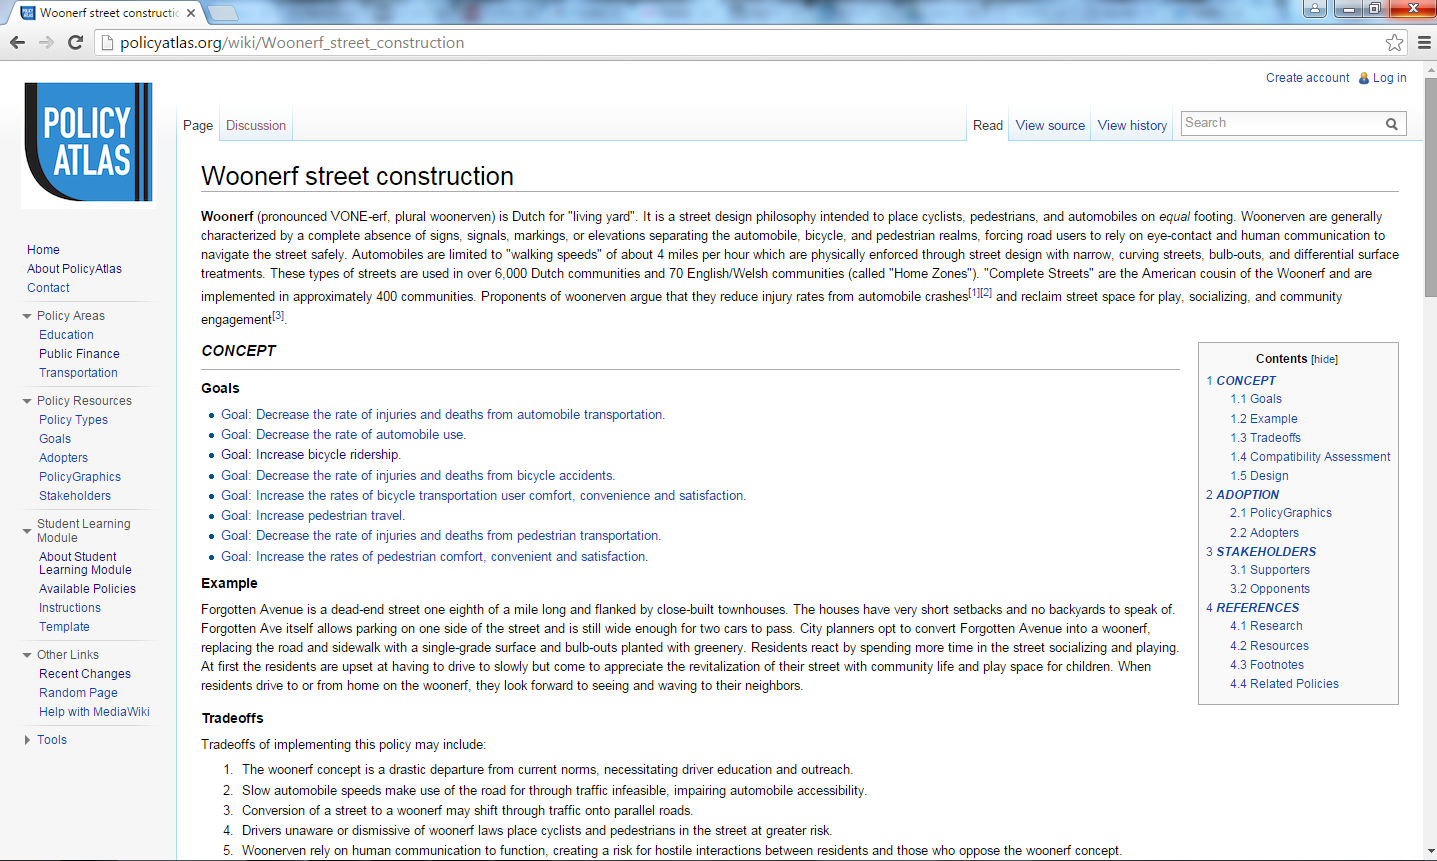 Woonerf street constructio
policyatlas.org/wiki/Woonerf_street_construction
Create account Log in
POLICY
ATLAS
Page Discussion Read View source View history Search
Woonerf street construction
Woonerf (pronounced VONE-erf, plural woonerven) is Dutch for "living yard". It is a street design philosophy intended to place cyclists, pedestrians, and automobiles on equal footing. Woonerven are generally
characterized by a complete absence of signs, signals, markings, or elevations separating the automobile, bicycle, and pedestrian realms, forcing road users to rely on eye-contact and human communication to
navigate the street safely. Automobiles are limited to "walking speeds" of about 4 miles per hour which are physically enforced through street design with narrow, curving streets, bulb-outs, and differential surface
treatments. These types of streets are used in over 6,000 Dutch communities and 70 English/Welsh communities (called "Home Zones"). "Complete Streets" are the American cousin of the Woonerf and are
implemented in approximately 400 communities. Proponents of woonerven argue that they reduce injury rates from automobile crashes[1][2] and reclaim street space for play, socializing, and community
engagement[3].
Home
About PolicyAtlas
Contact
Policy Areas
Education
Public Finance
Transportation
Policy Resources
Policy Types
Goals
Adopters
PolicyGraphics
Stakeholders
Student Learning
Module
About Student
Learning Module
Available Policies
Instructions
Template
Other Links
Recent Changes
Random Page
Help with MediaWiki
Tools
CONCEPT
Goals
Goal: Decrease the rate of injuries and deaths from automobile transportation.
Goal: Decrease the rate of automobile use.
Goal: Increase bicycle ridership.
Goal: Decrease the rate of injuries and deaths from bicycle accidents.
Goal: Increase the rates of bicycle transportation user comfort, convenience and satisfaction.
Goal: Increase pedestrian travel.
Goal: Decrease the rate of injuries and deaths from pedestrian transportation.
Goal: Increase the rates of pedestrian comfort, convenient and satisfaction.
Example
Forgotten Avenue is a dead-end street one eighth of a mile long and flanked by close-built townhouses. The houses have very short setbacks and no backyards to speak of.
Forgotten Ave itself allows parking on one side of the street and is still wide enough for two cars to pass. City planners opt to convert Forgotten Avenue into a woonerf,
replacing the road and sidewalk with a single-grade surface and bulb-outs planted with greenery. Residents react by spending more time in the street socializing and playing.
At first the residents are upset at having to drive to slowly but come to appreciate the revitalization of their street with community life and play space for children. When
residents drive to or from home on the woonerf, they look forward to seeing and waving to their neighbors.
Tradeoffs
Tradeoffs of implementing this policy may include:
1. The woonerf concept is a drastic departure from current norms, necessitating driver education and outreach.
2. Slow automobile speeds make use of the road for through traffic infeasible, impairing automobile accessibility.
3. Conversion of a street to a woonerf may shift through traffic onto parallel roads.
4. Drivers unaware or dismissive of woonerf laws place cyclists and pedestrians in the street at greater risk.
5. Woonerven rely on human communication to function, creating a risk for hostile interactions between residents and those who oppose the woonerf concept.
Contents [hide]
1 CONCEPT
1.1 Goals
1.2 Example
1.3 Tradeoffs
1.4 Compatibility Assessment
1.5 Design
2 ADOPTION
2.1 PolicyGraphics
2.2 Adopters
3 STAKEHOLDERS
3.1 Supporters
3.2 Opponents
4 REFERENCES
4.1 Research
4.2 Resources
4.3 Footnotes
4.4 Related Policies